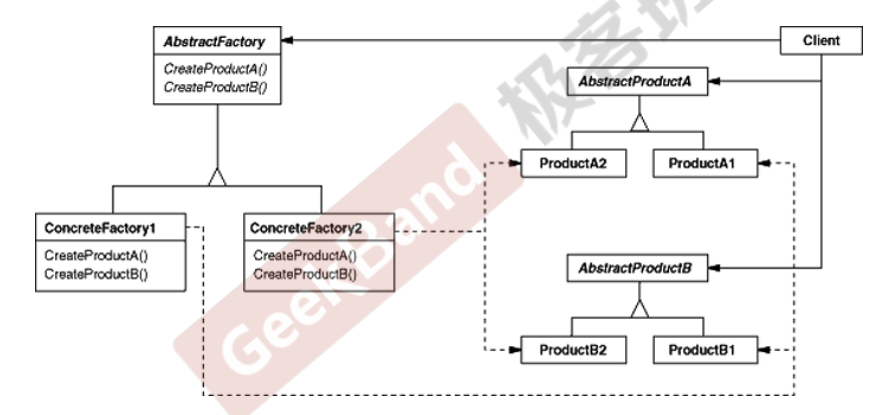 AbstractFactory
CreateProductA()
CreateProductB()
Client
AbstractProductA
ProductA2
ProductA1
ConcreteFactory1
CreateProductA()
CreateProductB()
ConcreteFactory2
CreateProductA()
CreateProductB()
AbstractProductB
ProductB2
ProductB1
GeekBand 极客班